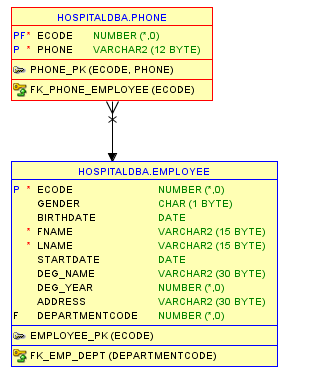 HOSPITALDBA.PHONE
PF* ECODE NUMBER (*,0)
P * PHONE VARCHAR2 (12 BYTE)
PHONE_PK (ECODE, PHONE)
FK_PHONE_EMPLOYEE (ECODE)
HOSPITALDBA.EMPLOYEE
P * ECODE NUMBER (*,0)
GENDER CHAR (1 BYTE)
BIRTHDATE DATE
* FNAME VARCHAR2 (15 BYTE)
* LNAME VARCHAR2 (15 BYTE)
STARTDATE DATE
DEG_NAME VARCHAR2 (30 BYTE)
DEG_YEAR NUMBER (*,0)
ADDRESS VARCHAR2 (30 BYTE)
F DEPARTMENTCODE NUMBER (*,0)
EMPLOYEE_PK (ECODE)
FK_EMP_DEPT (DEPARTMENTCODE)